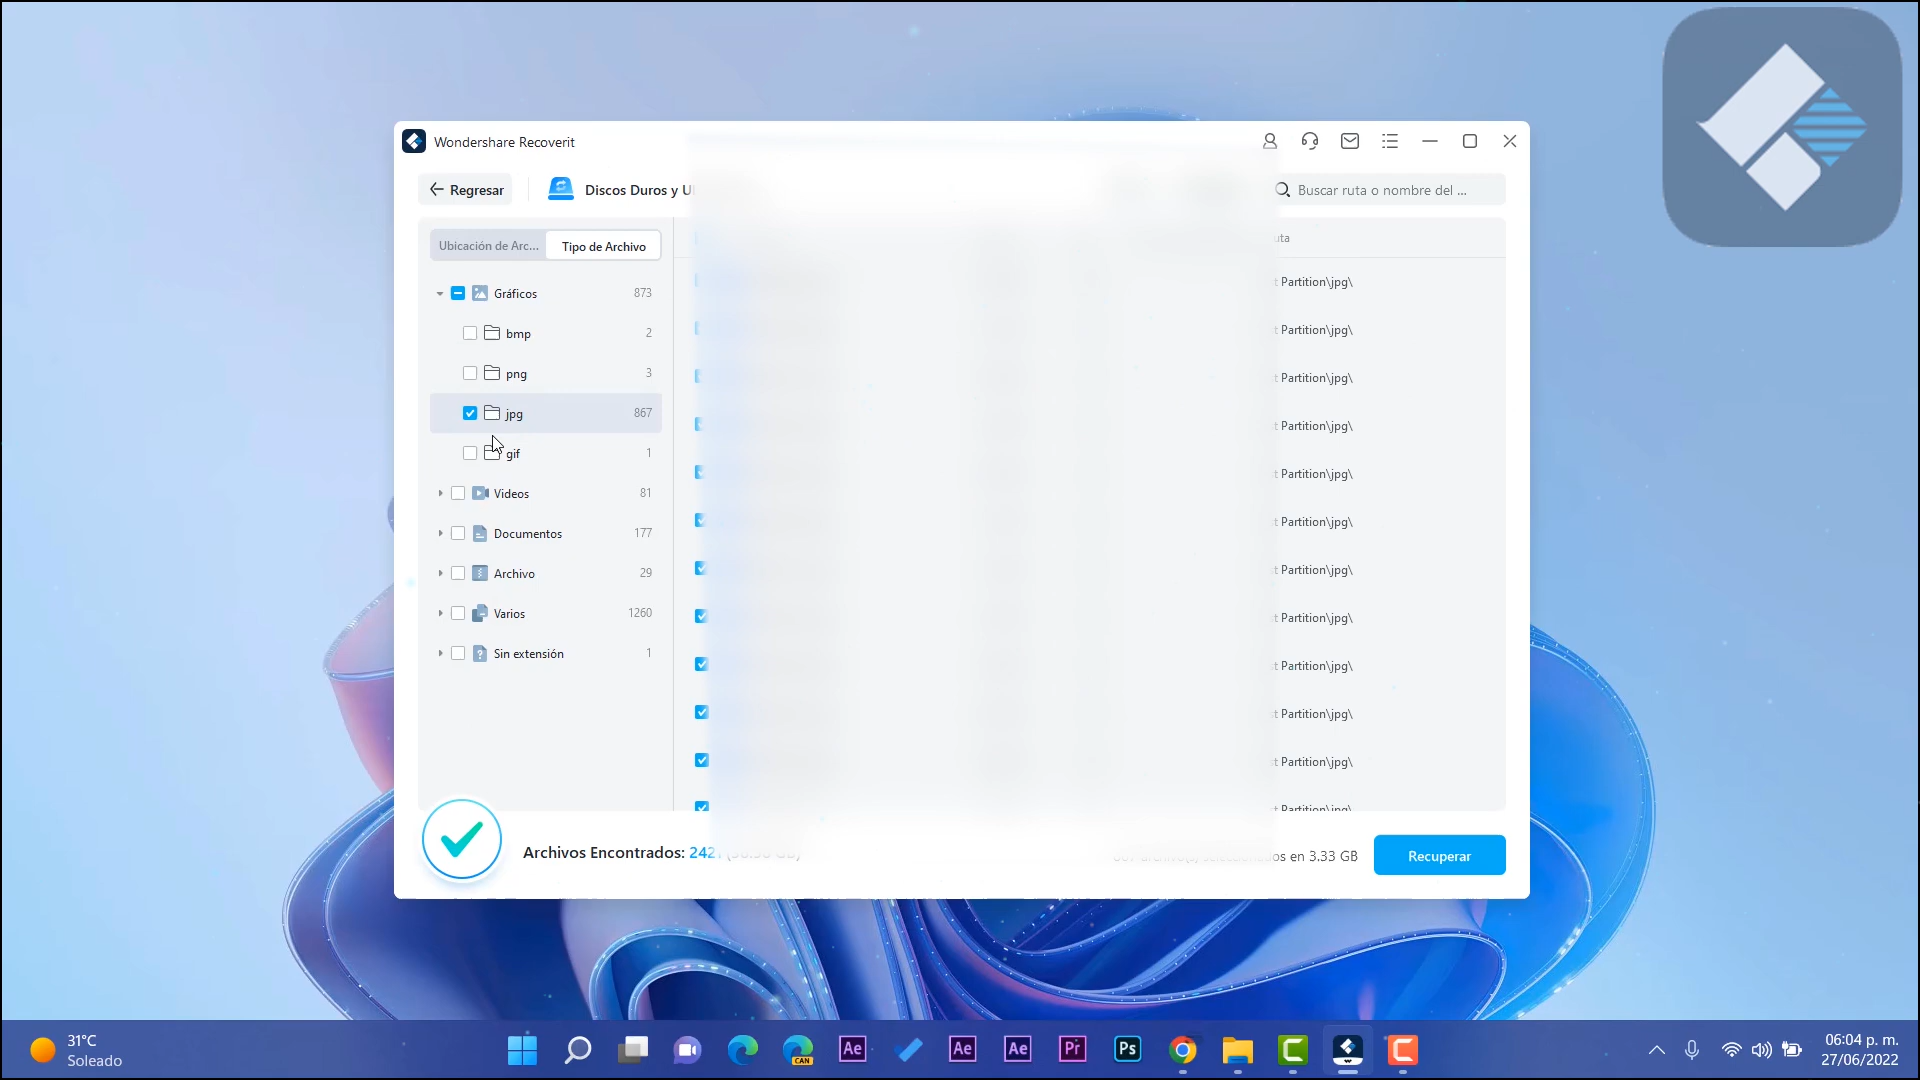 Wondershare Recoverit
Regresar
Discos Duros y
Buscar ruta o nombre del ...
Ubicación de Arc...
Tipo de Archivo
Gráficos 873
bmp 2
png 3
jpg 867
gif 1
Videos 81
Documentos 177
Archivo 29
Varios 1260
Sin extensión 1
Partition\jpg\
Partition\jpg\
Partition\jpg\
Partition\jpg\
Partition\jpg\
Partition\jpg\
Partition\jpg\
Partition\jpg\
Partition\jpg\
Partition\jpg\
Partition\jpg\
Partition\jpg\
Archivos Encontrados:
en 3.33 GB
Recuperar
31°C
Soleado
CAN
Ae
Ae
Ae
Pr
Ps
06:04 p. m.
27/06/2022